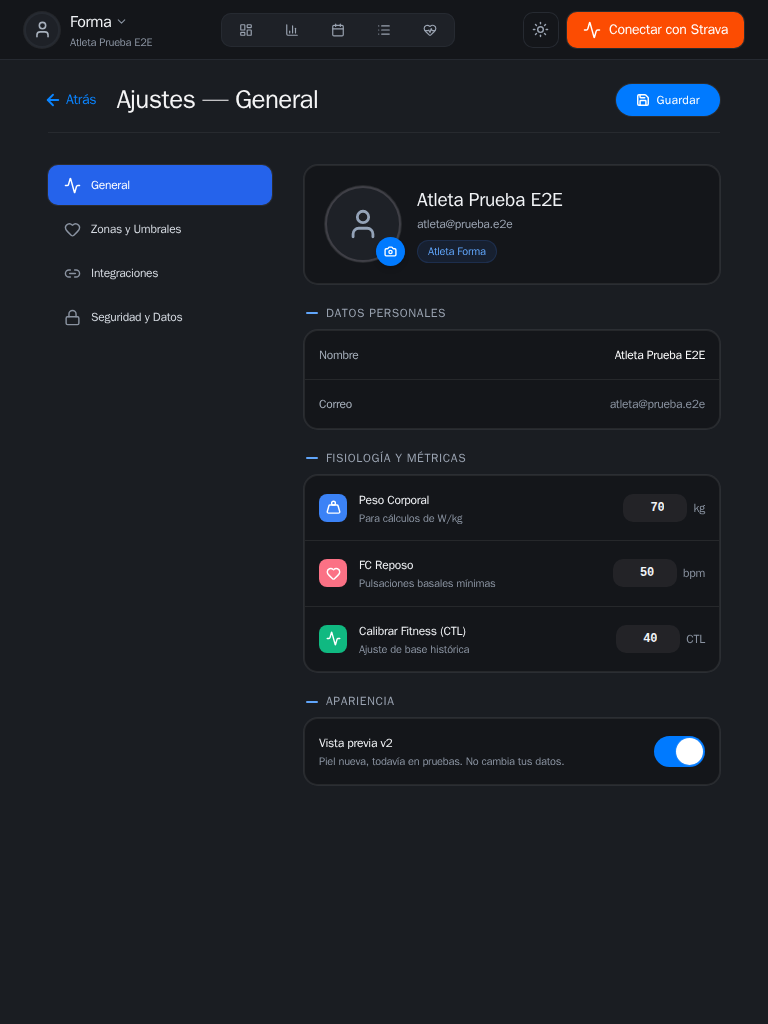 Forma
Atleta Prueba E2E
Conectar con Strava
Atrás
Ajustes — General
Guardar
General
Zonas y Umbrales
Integraciones
Seguridad y Datos
Atleta Prueba E2E
atleta@prueba.e2e
Atleta Forma
DATOS PERSONALES
Nombre
Atleta Prueba E2E
Correo
atleta@prueba.e2e
FISIOLOGÍA Y MÉTRICAS
Peso Corporal
Para cálculos de W/kg
70 kg
FC Reposo
Pulsaciones basales mínimas
50 bpm
Calibrar Fitness (CTL)
Ajuste de base histórica
40 CTL
APARIENCIA
Vista previa v2
Piel nueva, todavía en pruebas. No cambia tus datos.